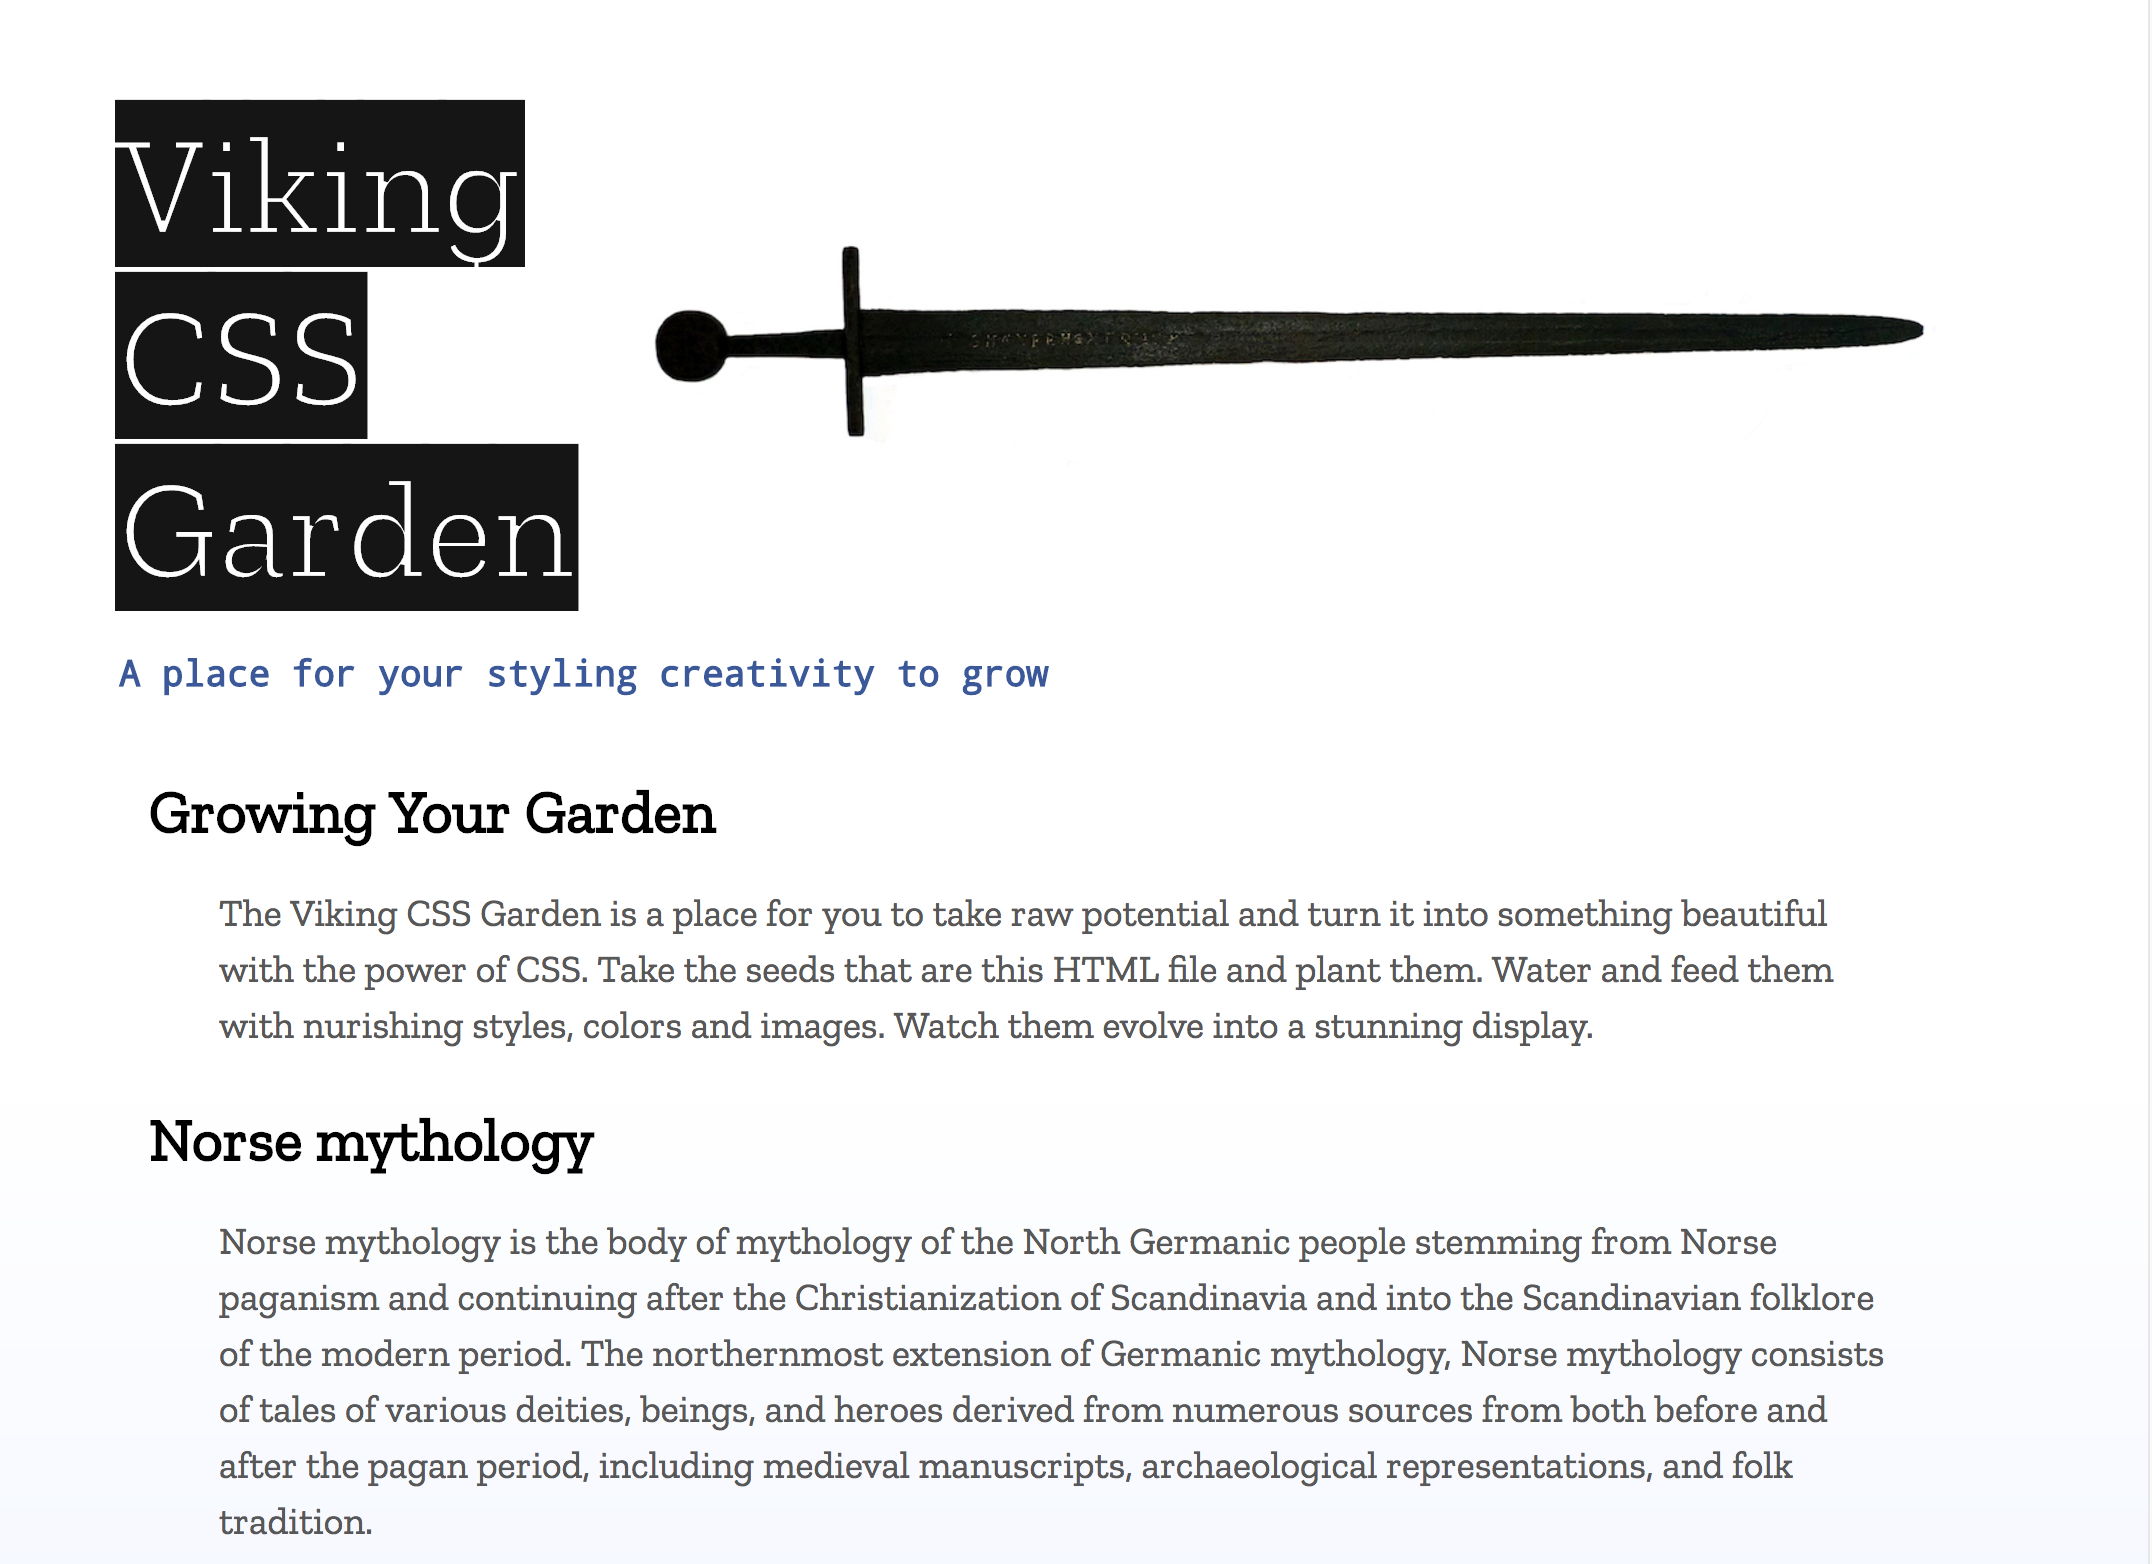 Viking
CSS
Garden
A place for your styling creativity to grow
Growing Your Garden
The Viking CSS Garden is a place for you to take raw potential and turn it into something beautiful
with the power of CSS. Take the seeds that are this HTML file and plant them. Water and feed them
with nurishing styles, colors and images. Watch them evolve into a stunning display.
Norse mythology
Norse mythology is the body of mythology of the North Germanic people stemming from Norse
paganism and continuing after the Christianization of Scandinavia and into the Scandinavian folklore
of the modern period. The northernmost extension of Germanic mythology, Norse mythology consists
of tales of various deities, beings, and heroes derived from numerous sources from both before and
after the pagan period, including medieval manuscripts, archaeological representations, and folk
tradition.